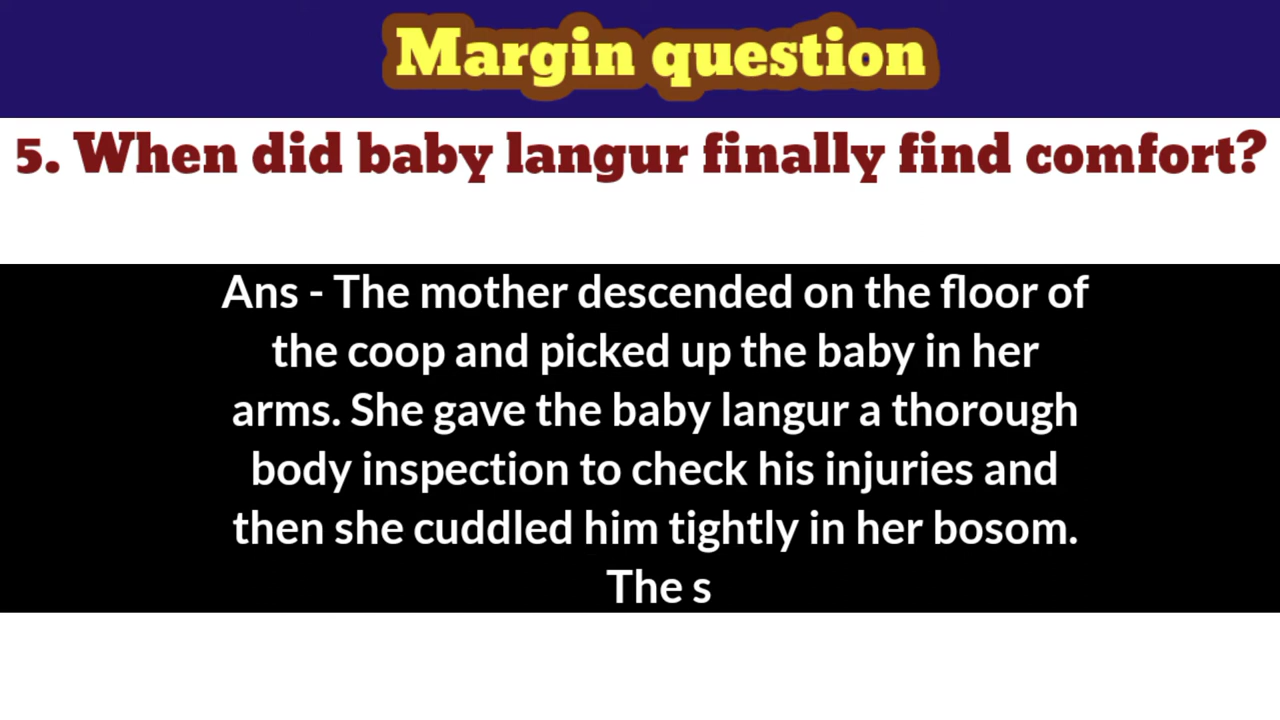 Margin question
5. When did baby langur finally find comfort?
Ans - The mother descended on the floor of
the coop and picked up the baby in her
arms. She gave the baby langur a thorough
body inspection to check his injuries and
then she cuddled him tightly in her bosom.
The s